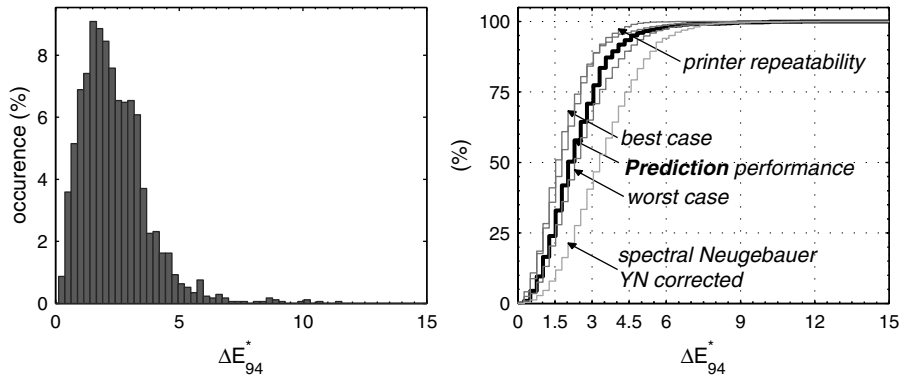 occurence (%)
8
6
4
2
0
0 5 10 15
ΔE*94
(%)
100
75
50
25
0
0 1.5 3 4.5 6 9 12 15
ΔE*94
printer repeatability
best case
Prediction performance
worst case
spectral Neugebauer
YN corrected